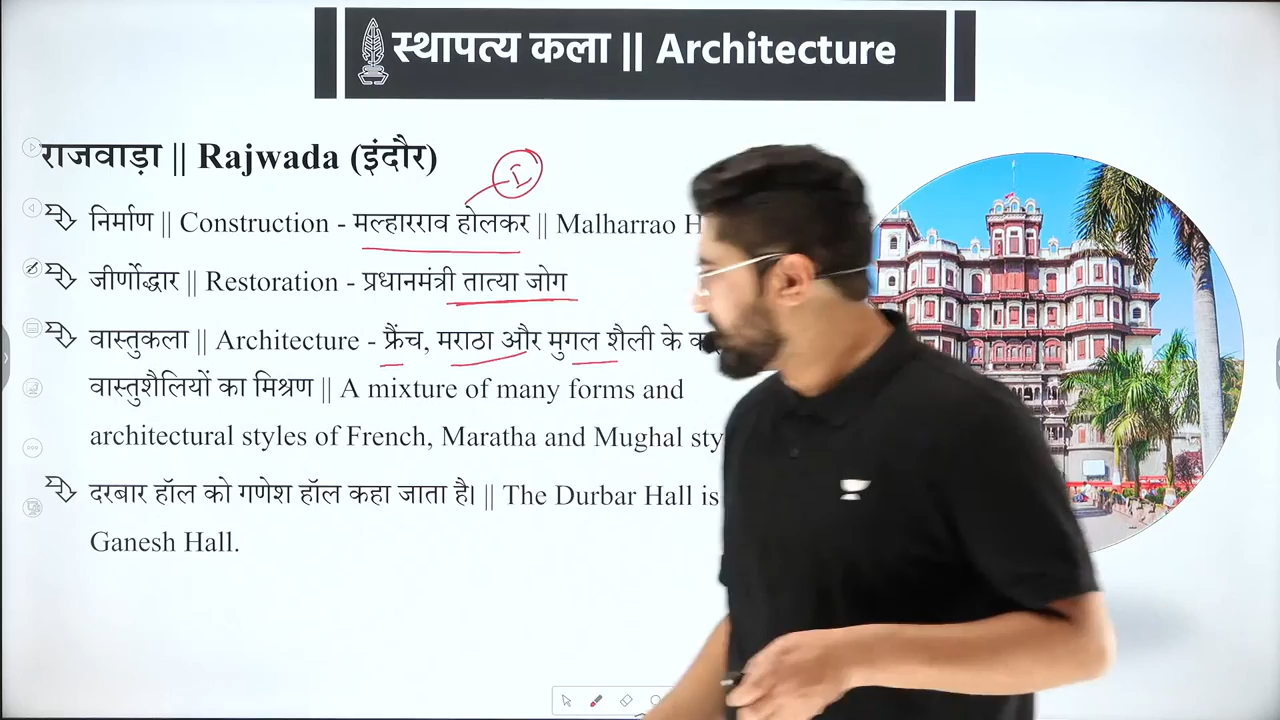 स्थापत्य कला || Architecture
राजवाड़ा || Rajwada (इंदौर)
I
निर्माण || Construction - मल्हारराव होलकर || Malharrao
जीर्णोद्धार || Restoration - प्रधानमंत्री तात्या जोग
वास्तुकला || Architecture - फ्रैंच, मराठा और मुगल शैली के
वास्तुशैलियों का मिश्रण || A mixture of many forms and
architectural styles of French, Maratha and Mughal
दरबार हॉल को गणेश हॉल कहा जाता है। || The Durbar Hall is
Ganesh Hall.